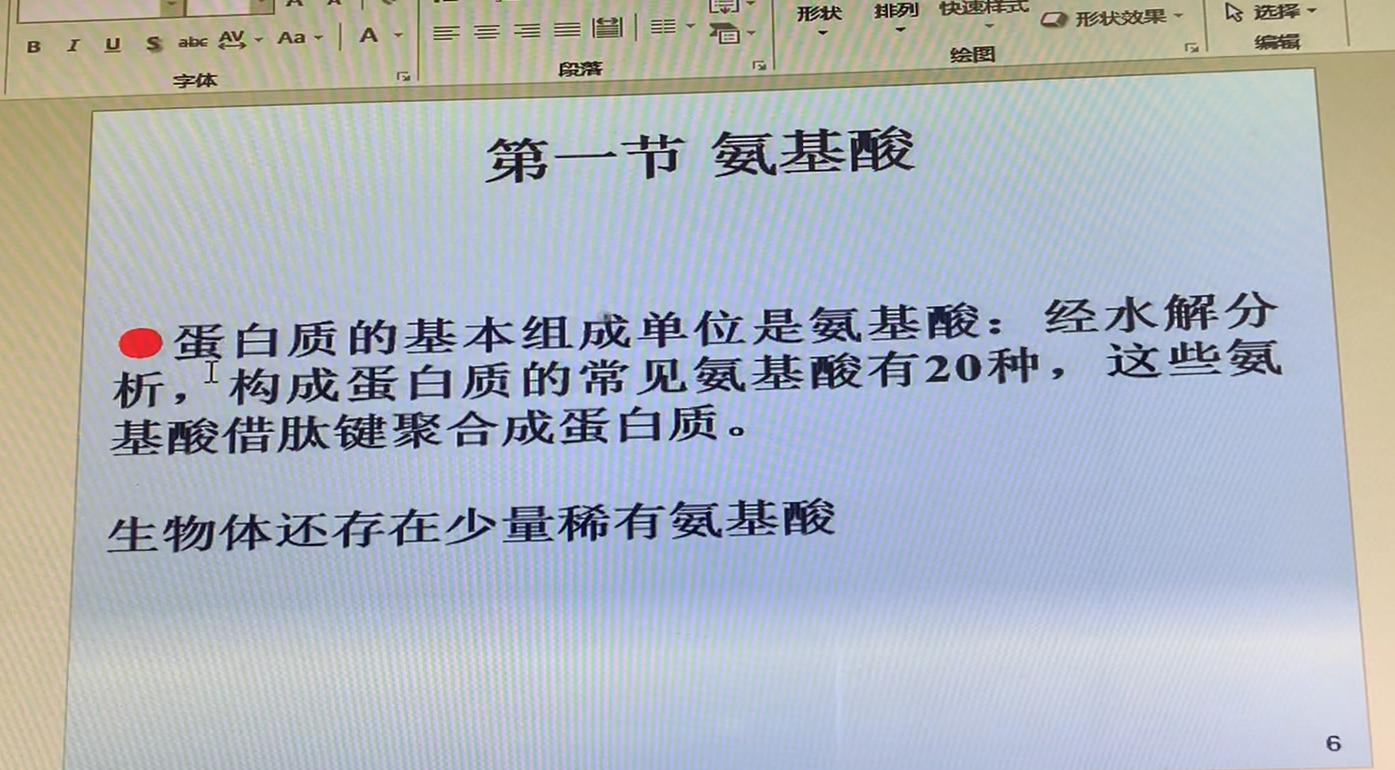 形状 排列 快速样式 形状效果 选择
B I U S abc AV Aa A
字体 段落 绘图 编辑
第一节 氨基酸
蛋白质的基本组成单位是氨基酸：经水解分
析，构成蛋白质的常见氨基酸有20种，这些氨
基酸借肽键聚合成蛋白质。
生物体还存在少量稀有氨基酸
6